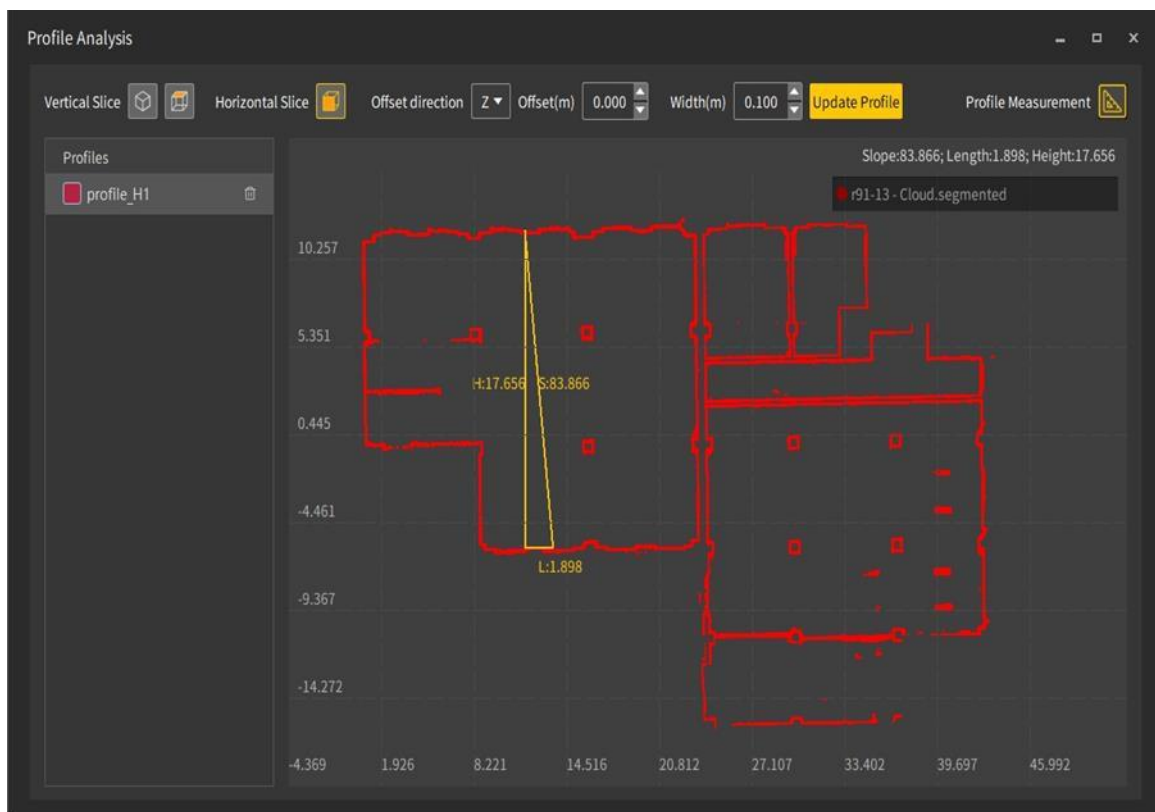 Profile Analysis
Vertical Slice Horizontal Slice Offset direction Z Offset(m) 0.000 Width(m) 0.100 Update Profile Profile Measurement
Profiles
profile_H1
Slope:83.866; Length:1.898; Height:17.656
r91-13 - Cloud.segmented
10.257
5.351
H:17.656 S:83.866
0.445
-4.461
L:1.898
-9.367
-14.272
-4.369 1.926 8.221 14.516 20.812 27.107 33.402 39.697 45.992